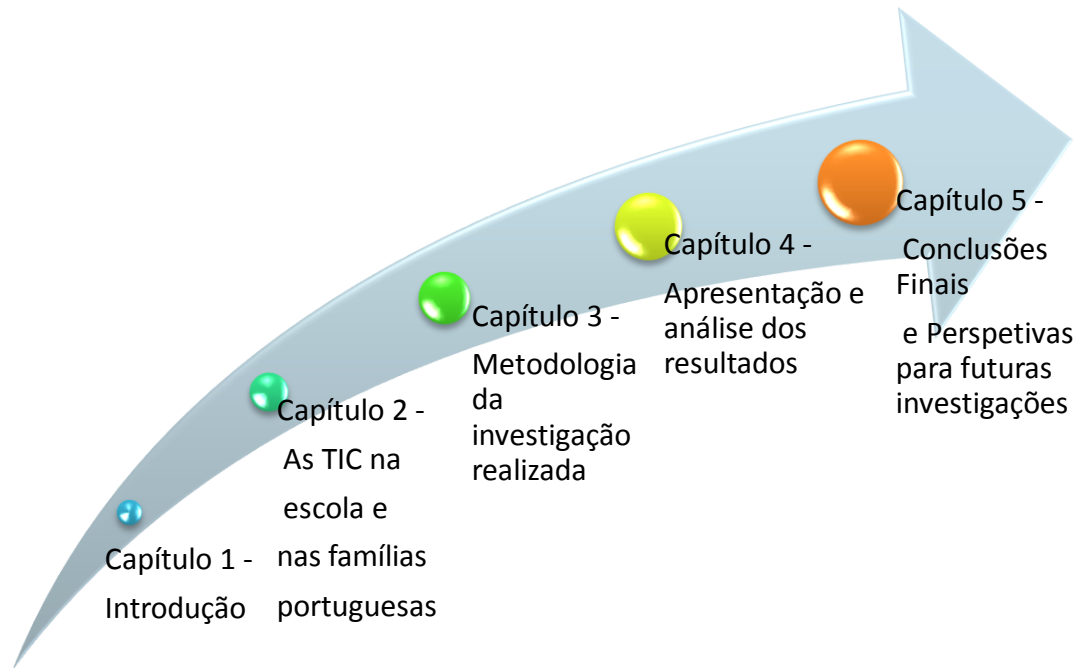 Capítulo 1 -
Introdução
Capítulo 2 -
As TIC na
escola e
nas famílias
portuguesas
Capítulo 3 -
Metodologia
da
investigação
realizada
Capítulo 4 -
Apresentação e
análise dos
resultados
Capítulo 5 -
Conclusões
Finais
e Perspetivas
para futuras
investigações